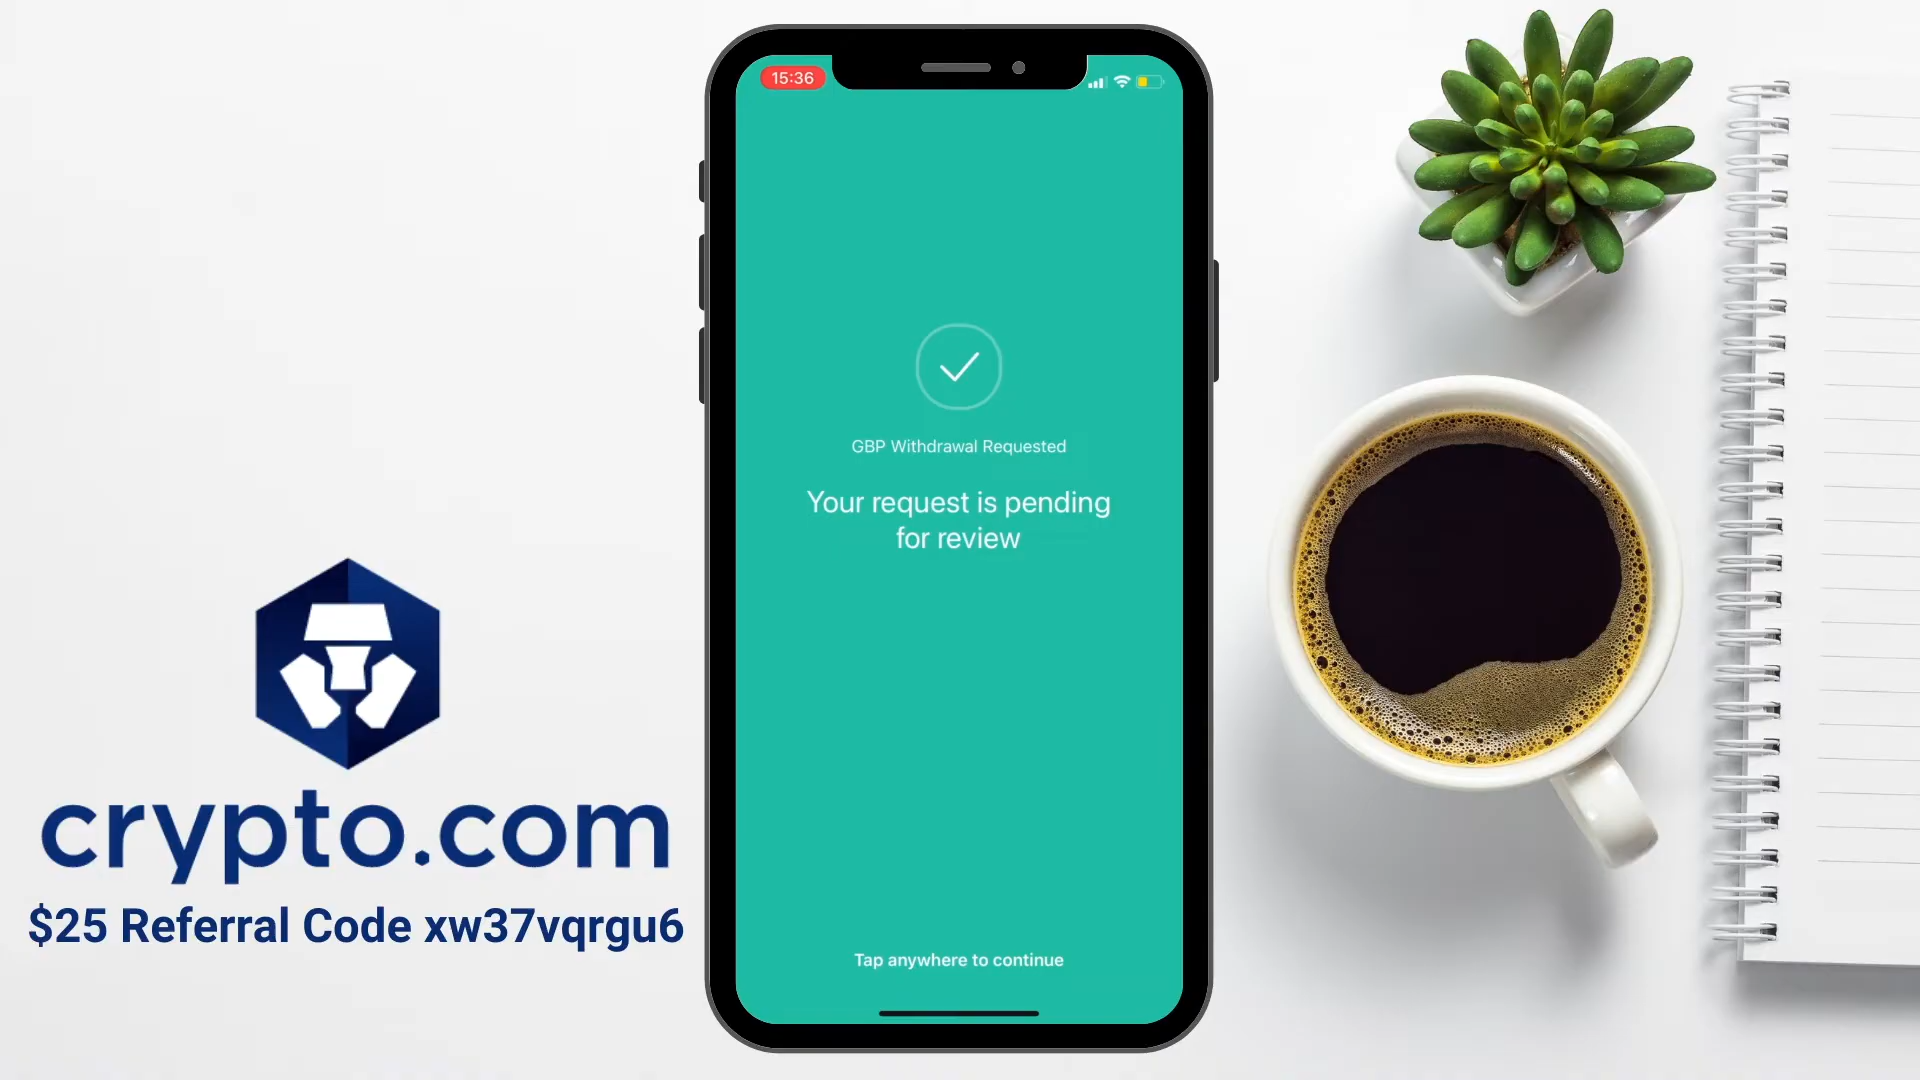 15:36
GBP Withdrawal Requested
Your request is pending
for review
Tap anywhere to continue
crypto.com
$25 Referral Code xw37vqrgu6